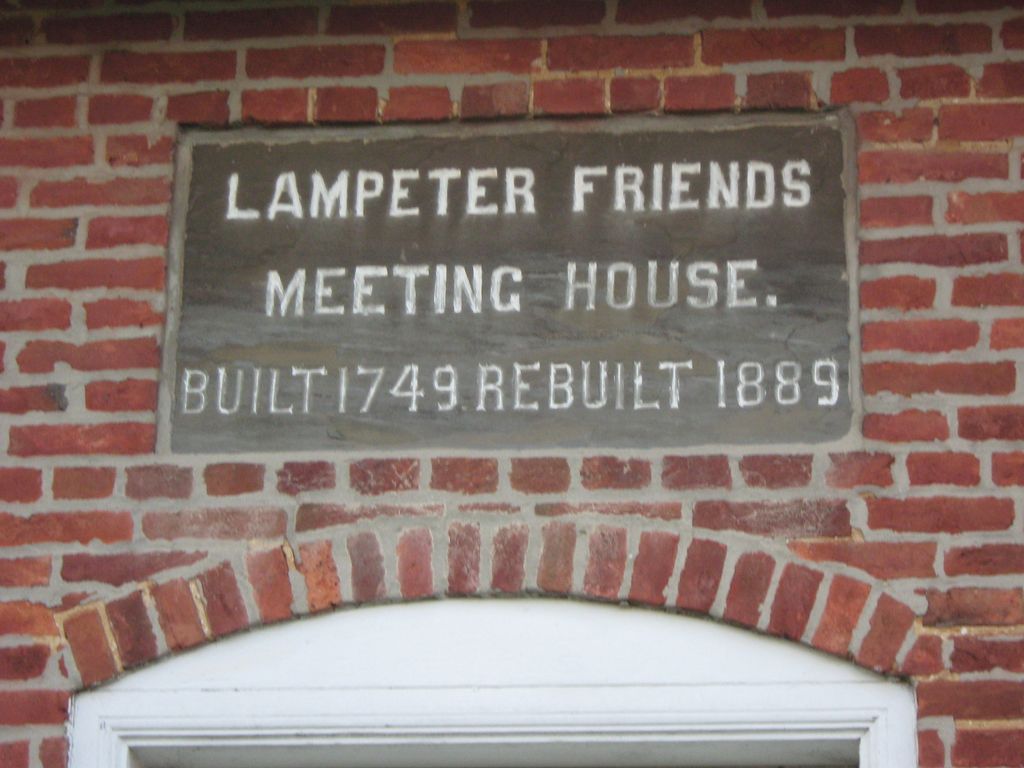 LAMPETER FRIENDS
MEETING HOUSE.
BUILT 1749. REBUILT 1889